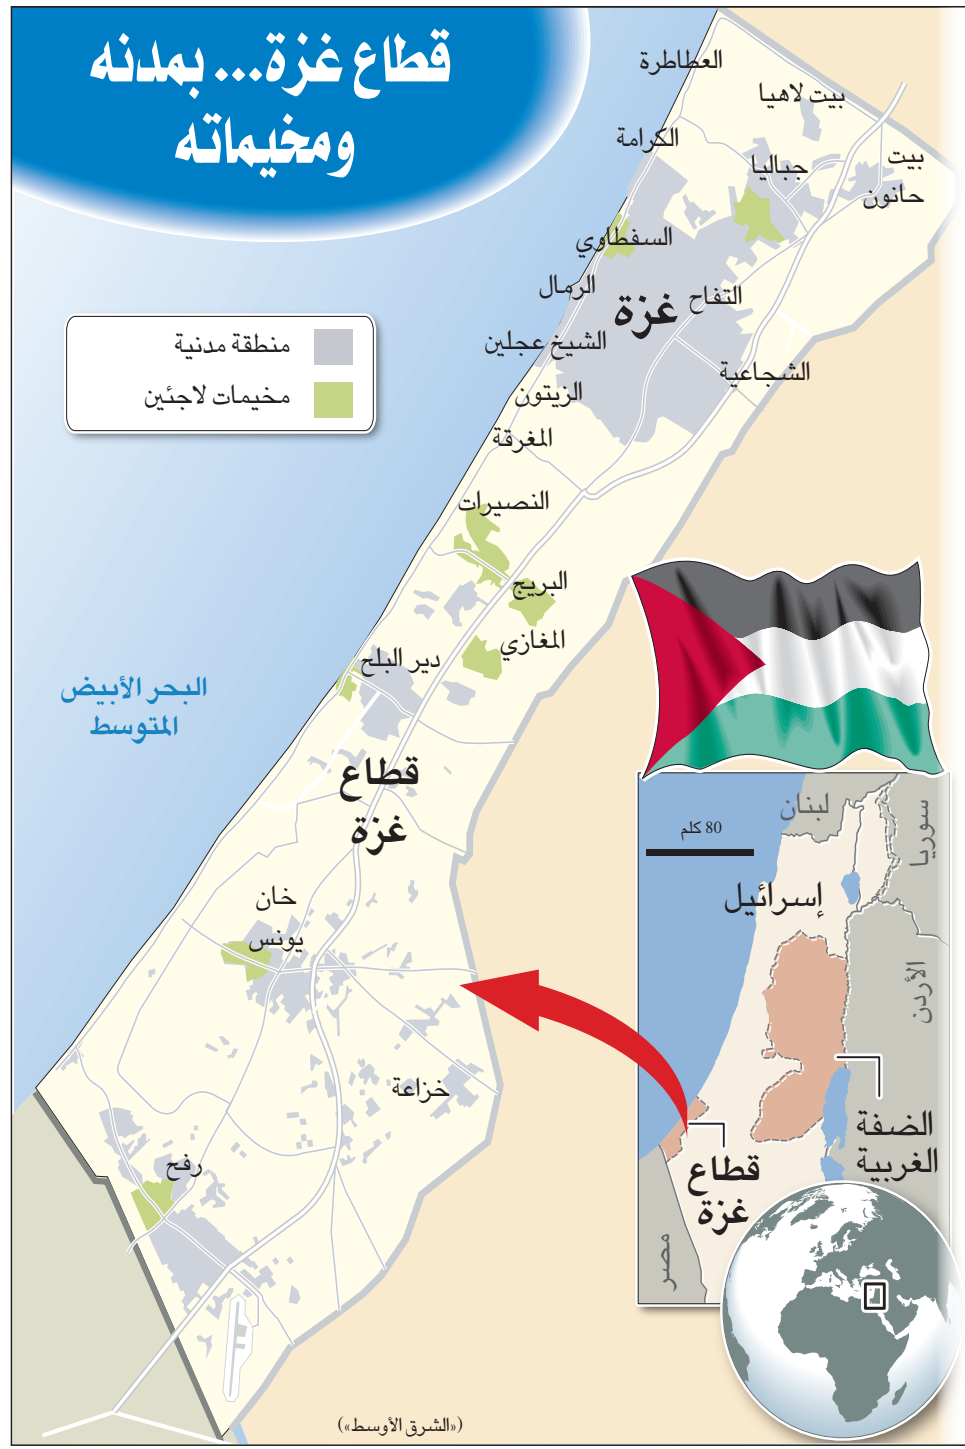 قطاع غزة... بمدنه
ومخيماته
منطقة مدنية
مخيمات لاجئين
العطاطرة
بيت لاهيا
الكرامة
بيت
حانون
جباليا
السفطاوي
الرمال
التفاح
غزة
الشيخ عجلين
الشجاعية
الزيتون
المغرقة
النصيرات
البريج
المغازي
دير البلح
البحر الأبيض
المتوسط
قطاع
غزة
خان
يونس
خزاعة
رفح
لبنان
سوريا
80 كلم
إسرائيل
الأردن
الضفة
الغربية
قطاع
غزة
مصر
(«الشرق الأوسط»)